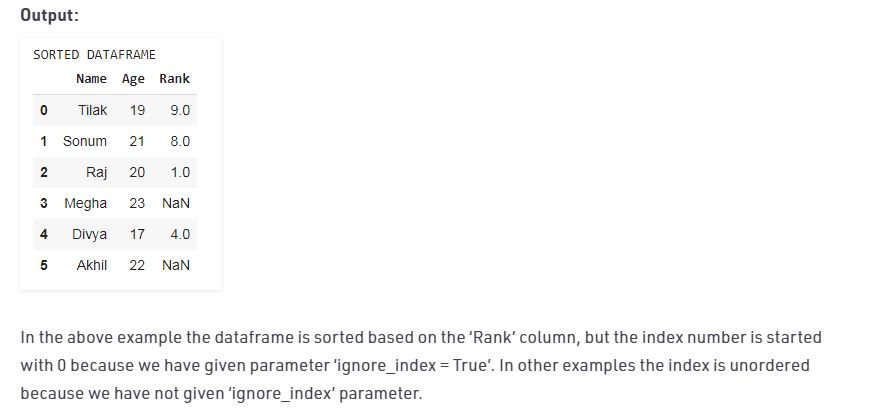 Output:
SORTED DATAFRAME
Name Age Rank
0 Tilak 19 9.0
1 Sonum 21 8.0
2 Raj 20 1.0
3 Megha 23 NaN
4 Divya 17 4.0
5 Akhil 22 NaN
In the above example the dataframe is sorted based on the ‘Rank’ column, but the index number is started
with 0 because we have given parameter ‘ignore_index = True’. In other examples the index is unordered
because we have not given ‘ignore_index’ parameter.